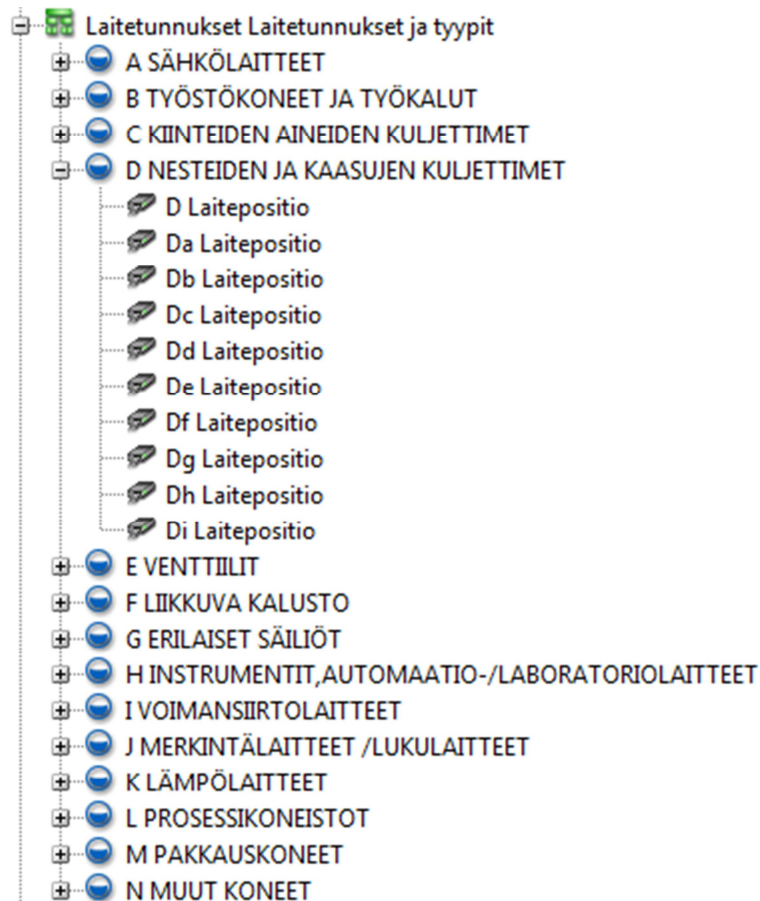 Laitetunnukset Laitetunnukset ja tyypit
A SÄHKÖLAITTEET
B TYÖSTÖKONEET JA TYÖKALUT
C KIINTEIDEN AINEIDEN KULJETTIMET
D NESTEIDEN JA KAASUJEN KULJETTIMET
D Laitepositio
Da Laitepositio
Db Laitepositio
Dc Laitepositio
Dd Laitepositio
De Laitepositio
Df Laitepositio
Dg Laitepositio
Dh Laitepositio
Di Laitepositio
E VENTTIILIT
F LIIKKUVA KALUSTO
G ERILAISET SÄILIÖT
H INSTRUMENTIT,AUTOMAATIO-/LABORATORIOLAITTEET
I VOIMANSIIRTOLAITTEET
J MERKINTÄLAITTEET /LUKULAITTEET
K LÄMPÖLAITTEET
L PROSESSIKONEISTOT
M PAKKAUSKONEET
N MUUT KONEET